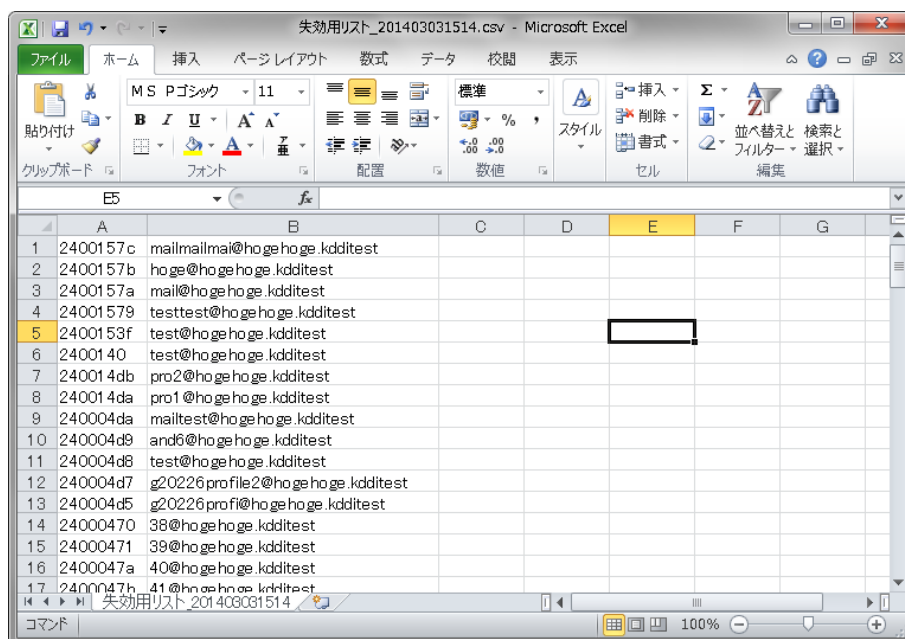 失効用リスト_201403031514.csv - Microsoft Excel
ファイル ホーム 挿入 ページ レイアウト 数式 データ 校閲 表示
貼り付け
クリップボード
MS Pゴシック 11
B I U A A
A ア亜
フォント
配置
標準
% ,
.00 .0
数値
スタイル
挿入
削除
書式
セル
Σ
並べ替えと
フィルター
検索と
選択
編集
E5 fx
A B C D E F G
1 2400157c mailmailmai@hogehoge.kdditest
2 2400157b hoge@hogehoge.kdditest
3 2400157a mail@hogehoge.kdditest
4 24001579 testtest@hogehoge.kdditest
5 2400153f test@hogehoge.kdditest
6 2400140 test@hogehoge.kdditest
7 240014db pro2@hogehoge.kdditest
8 240014da pro1@hogehoge.kdditest
9 240004da mailtest@hogehoge.kdditest
10 240004d9 and6@hogehoge.kdditest
11 240004d8 test@hogehoge.kdditest
12 240004d7 g20226profile2@hogehoge.kdditest
13 240004d5 g20226profi@hogehoge.kdditest
14 24000470 38@hogehoge.kdditest
15 24000471 39@hogehoge.kdditest
16 2400047a 40@hogehoge.kdditest
17 2400047b 41@hogehoge.kdditest
失効用リスト_201403031514
コマンド 100%